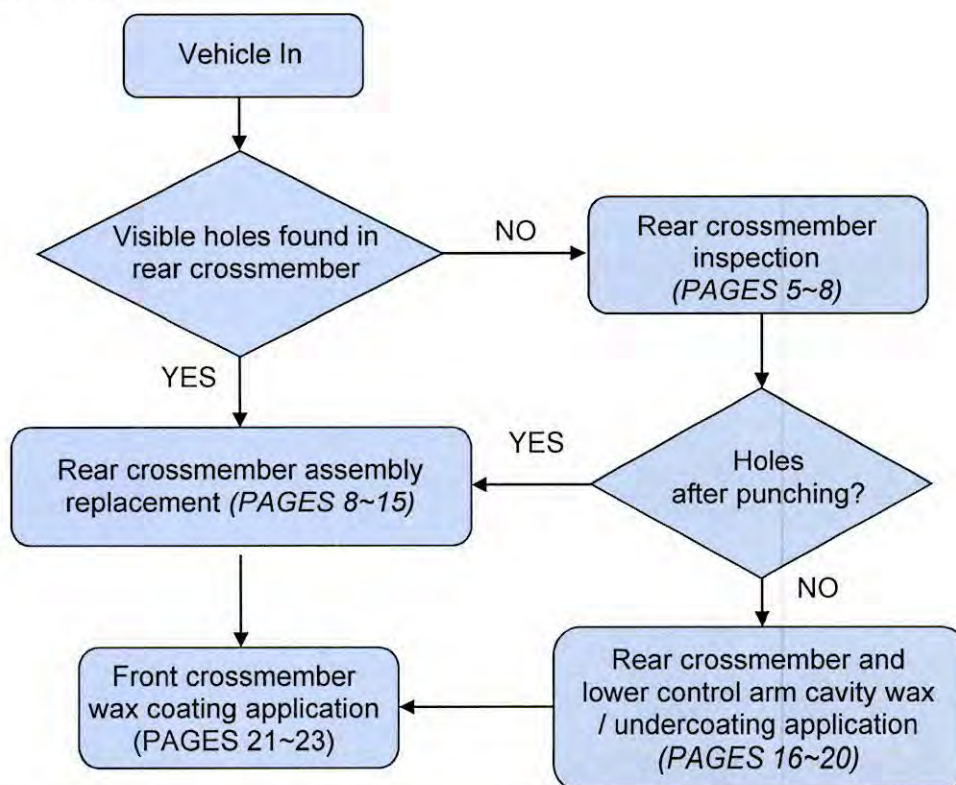 Vehicle In
Visible holes found in
rear crossmember
NO
Rear crossmember
inspection
(PAGES 5~8)
YES
YES
Holes
after punching?
Rear crossmember assembly
replacement (PAGES 8~15)
NO
Front crossmember
wax coating application
(PAGES 21~23)
Rear crossmember and
lower control arm cavity wax
/ undercoating application
(PAGES 16~20)